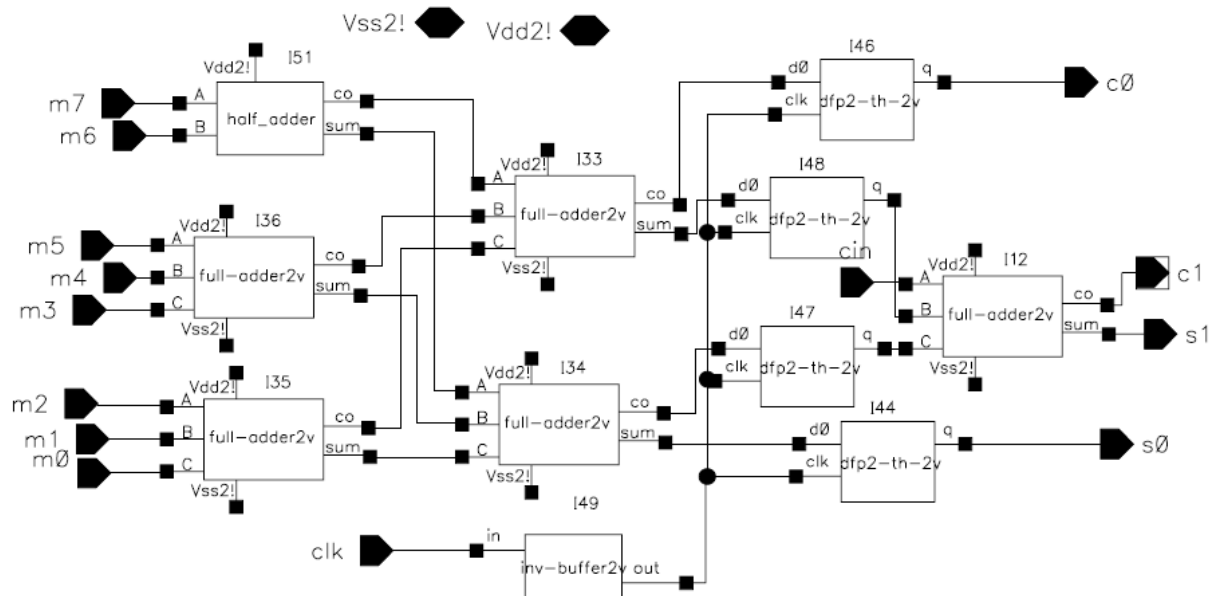 Vss2!
Vdd2!
I51
Vdd2!
m7
A
co
half_adder
m6
B
sum
I46
d0
q
c0
clk
dfp2-th-2v
I33
Vdd2!
A
co
B
full-adder2v
sum
C
Vss2!
I48
d0
q
clk
dfp2-th-2v
I36
Vdd2!
m5
A
co
m4
B
full-adder2v
sum
m3
C
Vss2!
cin
I12
Vdd2!
A
co
c1
B
full-adder2v
sum
s1
C
Vss2!
I47
d0
q
clk
dfp2-th-2v
I35
Vdd2!
m2
A
co
m1
B
full-adder2v
sum
m0
C
Vss2!
I34
Vdd2!
A
co
B
full-adder2v
sum
C
Vss2!
I44
d0
q
s0
clk
dfp2-th-2v
I49
clk
in
inv-buffer2v
out